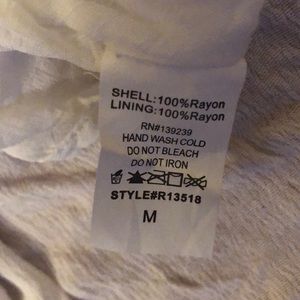 SHELL:100%Rayon
LINING:100%Rayon
RN#139239
HAND WASH COLD
DO NOT BLEACH
DO NOT IRON
STYLE#R13518
M